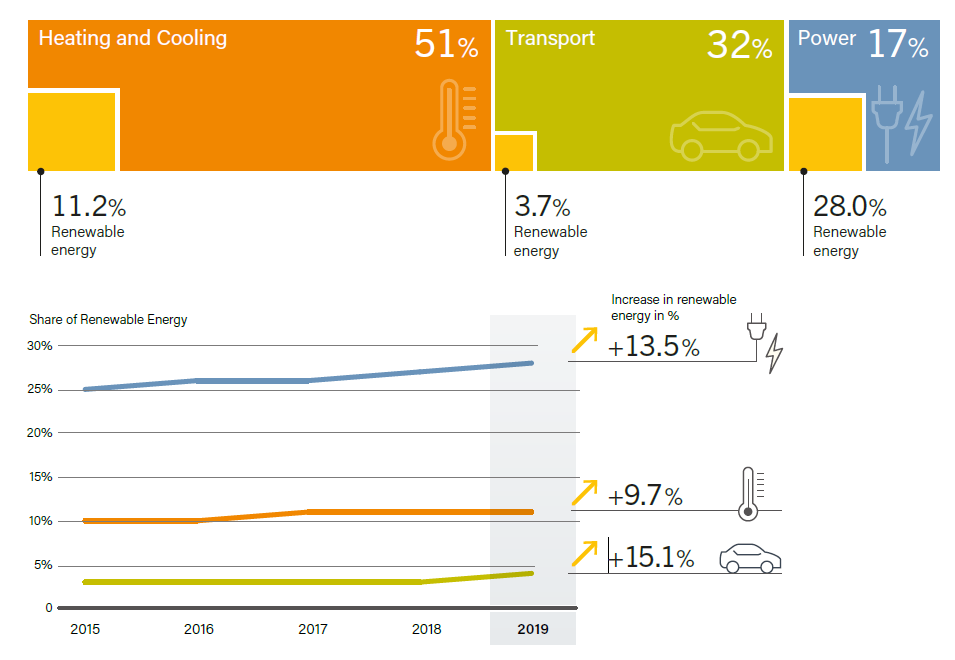 Heating and Cooling 51%
Transport 32%
Power 17%
11.2%
Renewable
energy
3.7%
Renewable
energy
28.0%
Renewable
energy
Share of Renewable Energy
Increase in renewable
energy in %
30%
25%
20%
15%
10%
5%
0
+13.5%
+9.7%
+15.1%
2015 2016 2017 2018 2019